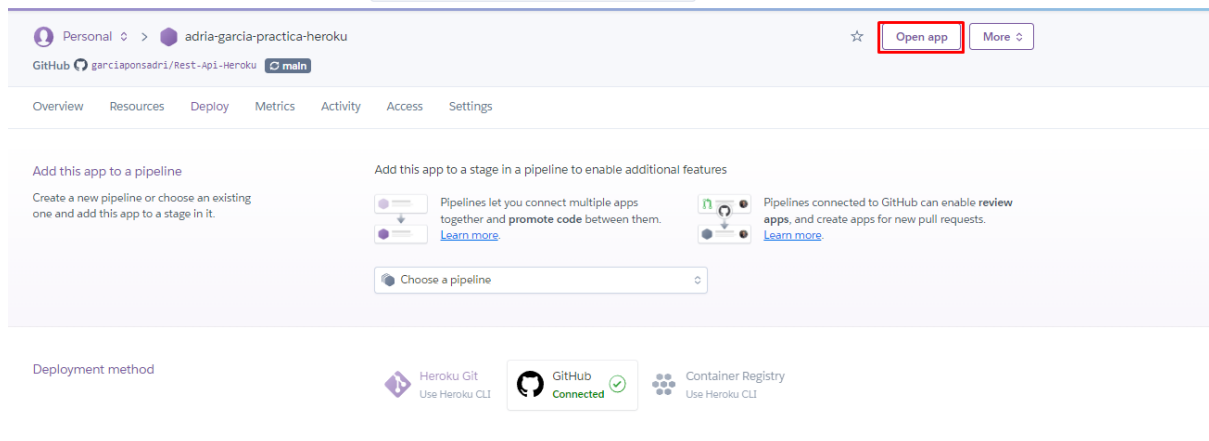 Personal > adria-garcia-practica-heroku
Open app
More
GitHub garciaponsadri/Rest-Api-Heroku main
Overview Resources Deploy Metrics Activity Access Settings
Add this app to a pipeline
Create a new pipeline or choose an existing
one and add this app to a stage in it.
Add this app to a stage in a pipeline to enable additional features
Pipelines let you connect multiple apps
together and promote code between them.
Learn more.
Pipelines connected to GitHub can enable review
apps, and create apps for new pull requests.
Learn more.
Choose a pipeline
Deployment method
Heroku Git
Use Heroku CLI
GitHub
Connected
Container Registry
Use Heroku CLI